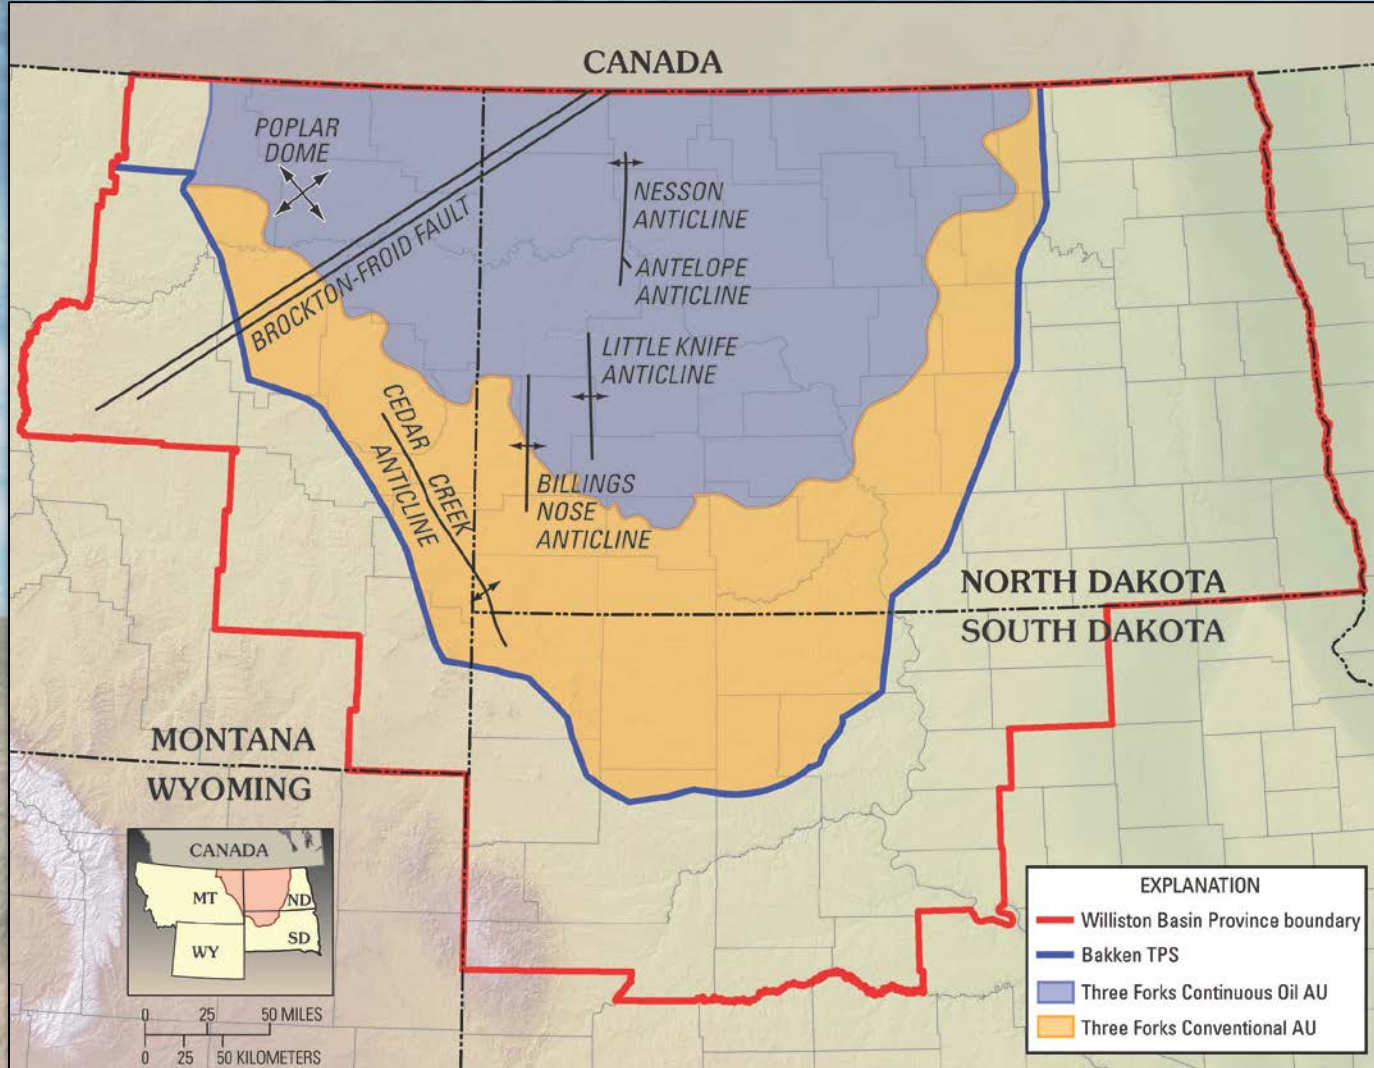 CANADA
POPLAR
DOME
BROCKTON-FROID FAULT
NESSON
ANTICLINE
ANTELOPE
ANTICLINE
LITTLE KNIFE
ANTICLINE
CEDAR CREEK
ANTICLINE
BILLINGS
NOSE
ANTICLINE
NORTH DAKOTA
SOUTH DAKOTA
MONTANA
WYOMING
CANADA
MT
ND
WY
SD
0 25 50 MILES
0 25 50 KILOMETERS
EXPLANATION
Williston Basin Province boundary
Bakken TPS
Three Forks Continuous Oil AU
Three Forks Conventional AU